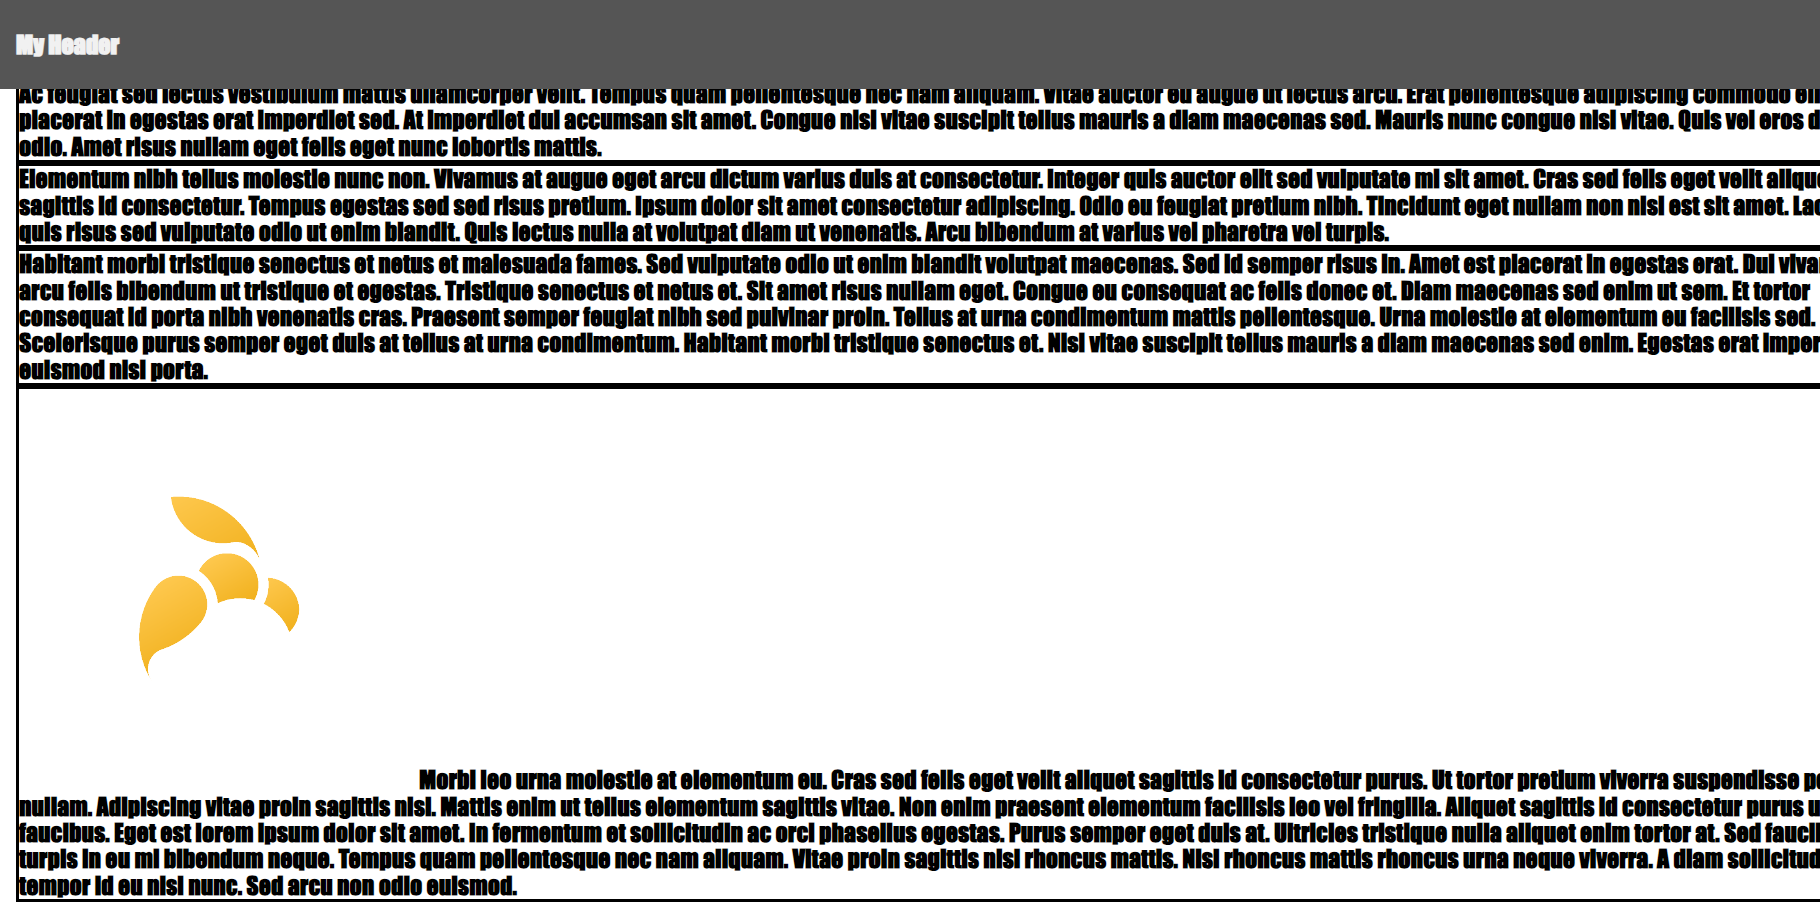 My Header
Ac feugiat sed lectus vestibulum mattis ullamcorper velit. Tempus quam pellentesque nec nam aliquam. Vitae auctor eu augue ut lectus arcu. Erat pellentesque adipiscing commodo
placerat in egestas erat imperdiet sed. At imperdiet dui accumsan sit amet. Congue nisi vitae suscipit tellus mauris a diam maecenas sed. Mauris nunc congue nisi vitae. Quis vel eros
odio. Amet risus nullam eget felis eget nunc lobortis mattis.
Elementum nibh tellus molestie nunc non. Vivamus at augue eget arcu dictum varius duis at consectetur. Integer quis auctor elit sed vulputate mi sit amet. Cras sed felis eget velit
sagittis id consectetur. Tempus egestas sed sed risus pretium. Ipsum dolor sit amet consectetur adipiscing. Odio eu feugiat pretium nibh. Tincidunt eget nullam non nisi est sit amet.
quis risus sed vulputate odio ut enim blandit. Quis lectus nulla at volutpat diam ut venenatis. Arcu bibendum at varius vel pharetra vel turpis.
Habitant morbi tristique senectus et netus et malesuada fames. Sed vulputate odio ut enim blandit volutpat maecenas. Sed id semper risus in. Amet est placerat in egestas erat. Dui
arcu felis bibendum ut tristique et egestas. Tristique senectus et netus et. Sit amet risus nullam eget. Congue eu consequat ac felis donec et. Diam maecenas sed enim ut sem. Et tortor
consequat id porta nibh venenatis cras. Praesent semper feugiat nibh sed pulvinar proin. Tellus at urna condimentum mattis pellentesque. Urna molestie at elementum eu facilisis sed.
Scelerisque purus semper eget duis at tellus at urna condimentum. Habitant morbi tristique senectus et. Nisi vitae suscipit tellus mauris a diam maecenas sed enim. Egestas erat
euismod nisi porta.
Morbi leo urna molestie at elementum eu. Cras sed felis eget velit aliquet sagittis id consectetur purus. Ut tortor pretium viverra suspendisse
nullam. Adipiscing vitae proin sagittis nisl. Mattis enim ut tellus elementum sagittis vitae. Non enim praesent elementum facilisis leo vel fringilla. Aliquet sagittis id consectetur purus
faucibus. Eget est lorem ipsum dolor sit amet. In fermentum et sollicitudin ac orci phasellus egestas. Purus semper eget duis at. Ultricies tristique nulla aliquet enim tortor at. Sed
turpis in eu mi bibendum neque. Tempus quam pellentesque nec nam aliquam. Vitae proin sagittis nisl rhoncus mattis. Nisl rhoncus mattis rhoncus urna neque viverra. A diam
tempor id eu nisl nunc. Sed arcu non odio euismod.